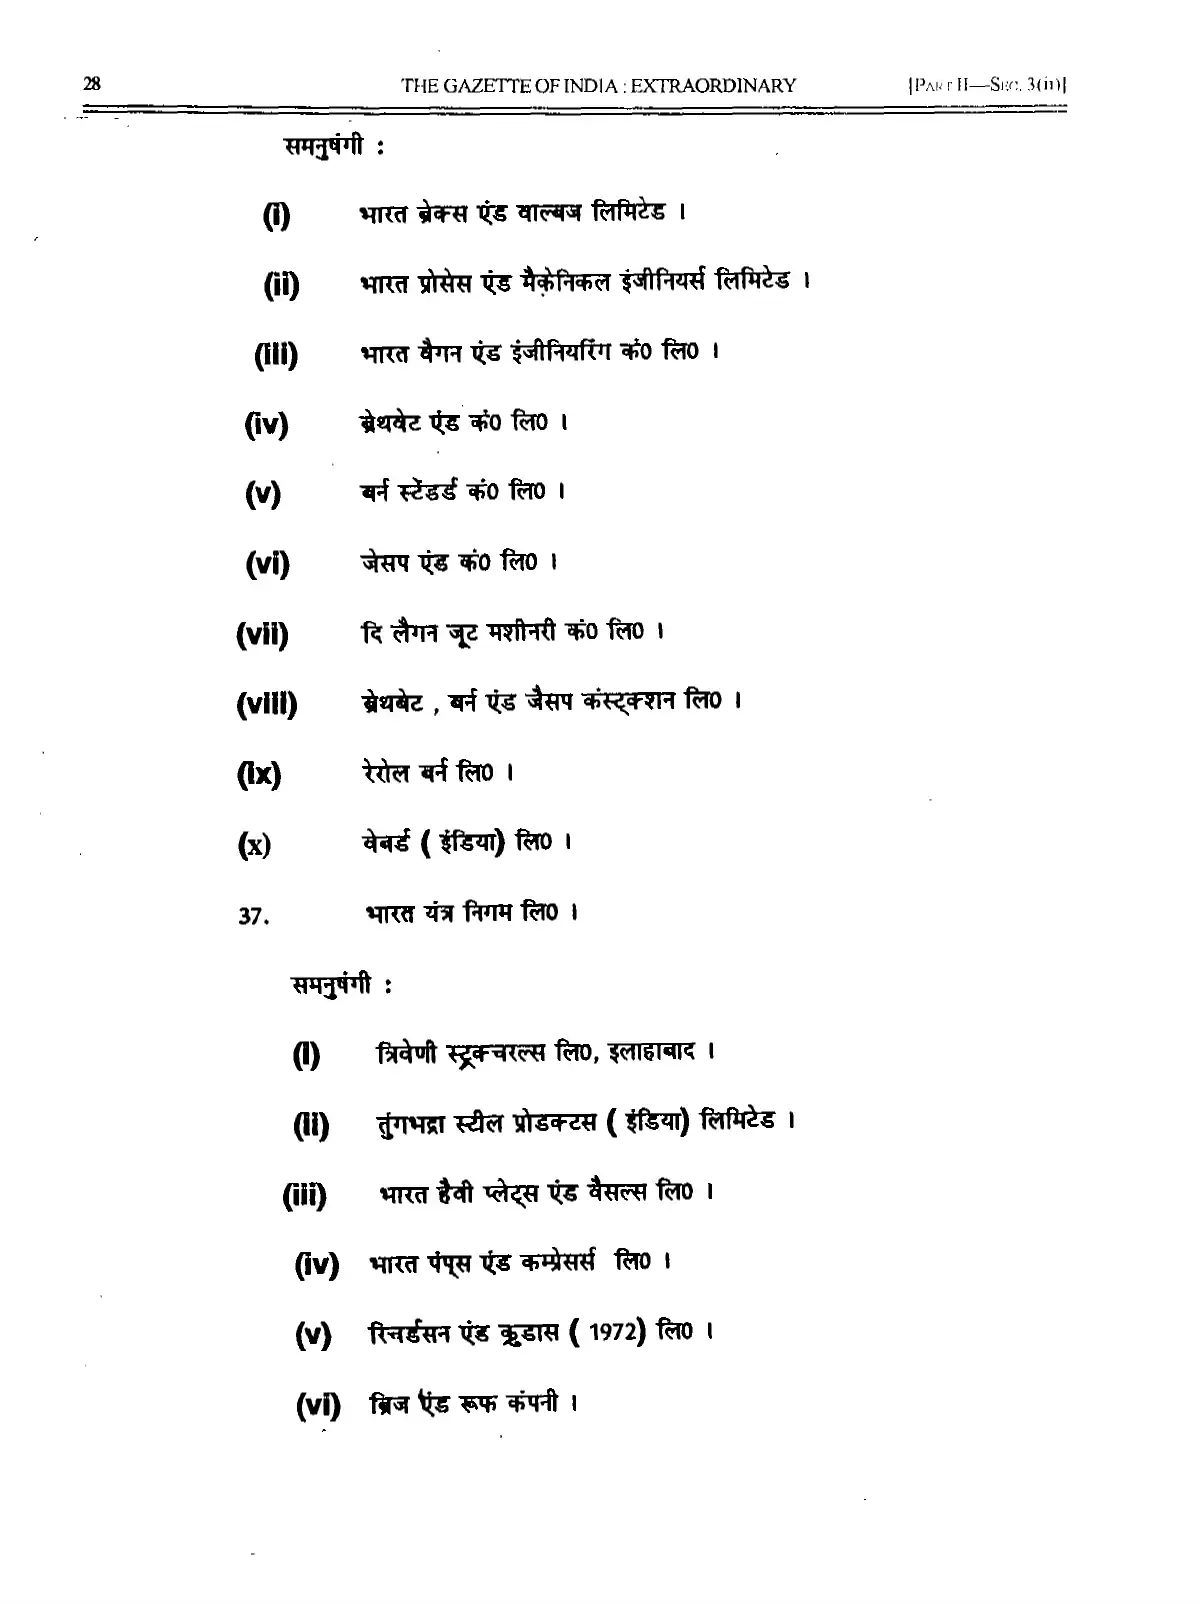 28 THE GAZETTE OF INDIA : EXTRAORDINARY [PART II—SEC. 3(ii)]
समनुषंगी :
(i) भारत ब्रेक्स एंड वाल्बज लिमिटेड ।
(ii) भारत प्रोसेस एंड मैकेनिकल इंजीनियर्स लिमिटेड ।
(iii) भारत वैगन एंड इंजीनियरिंग कं0 लि0 ।
(iv) ब्रेथवेट एंड कं0 लि0 ।
(v) बर्न स्टेंडर्ड कं0 लि0 ।
(vi) जेसप एंड कं0 लि0 ।
(vii) दि लैगन जूट मशीनरी कं0 लि0 ।
(viii) ब्रेथबेट , बर्न एंड जैसप कंस्ट्क्शन लि0 ।
(ix) रेरोल बर्न लि0 ।
(x) वेबर्ड ( इंडिया) लि0 ।
37. भारत यंत्र निगम लि0 ।
समनुषंगी :
(i) त्रिवेणी स्ट्रक्चरल्स लि0, इलाहाबाद ।
(ii) तुंगभद्रा स्टील प्रोडक्टस ( इंडिया) लिमिटेड ।
(iii) भारत हैवी प्लेट्स एंड वैसल्स लि0 ।
(iv) भारत पंप्स एंड कम्प्रेसर्स लि0 ।
(v) रिचर्डसन एंड क्रूडास ( 1972) लि0 ।
(vi) ब्रिज एंड रूफ कंपनी ।